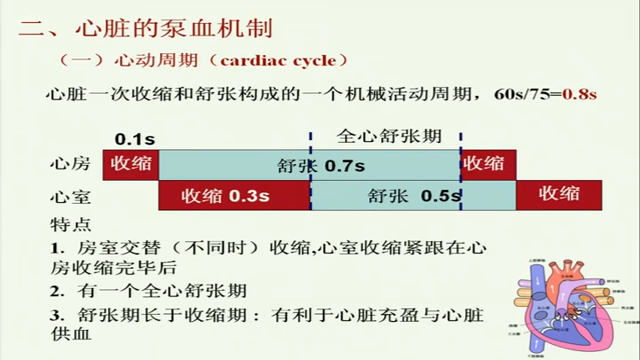 二、心脏的泵血机制
（一）心动周期（cardiac cycle）
心脏一次收缩和舒张构成的一个机械活动周期，60s/75=0.8s
0.1s
全心舒张期
心房
收缩
舒张 0.7s
收缩
心室
收缩 0.3s
舒张 0.5s
收缩
特点
1. 房室交替（不同时）收缩,心室收缩紧跟在心
房收缩完毕后
2. 有一个全心舒张期
3. 舒张期长于收缩期：有利于心脏充盈与心脏
供血